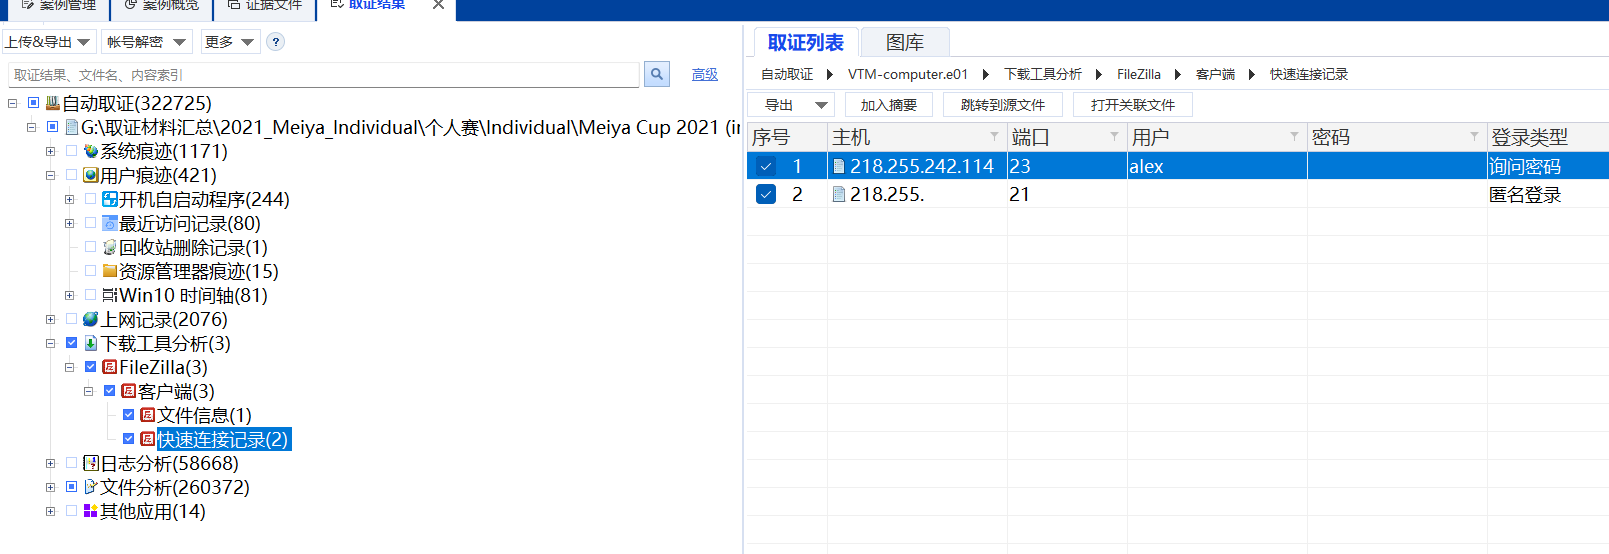 案例管理 案例概览 证据文件 取证结果
上传&导出 帐号解密 更多 ?
取证结果、文件名、内容索引 高级
自动取证(322725)
G:\取证材料汇总\2021_Meiya_Individual\个人赛\Individual\Meiya Cup 2021 (ir
系统痕迹(1171)
用户痕迹(421)
开机自启动程序(244)
最近访问记录(80)
回收站删除记录(1)
资源管理器痕迹(15)
Win10 时间轴(81)
上网记录(2076)
下载工具分析(3)
FileZilla(3)
客户端(3)
文件信息(1)
快速连接记录(2)
日志分析(58668)
文件分析(260372)
其他应用(14)
取证列表 图库
自动取证 VTM-computer.e01 下载工具分析 FileZilla 客户端 快速连接记录
导出 加入摘要 跳转到源文件 打开关联文件
序号 主机 端口 用户 密码 登录类型
1 218.255.242.114 23 alex 询问密码
2 218.255. 21 匿名登录